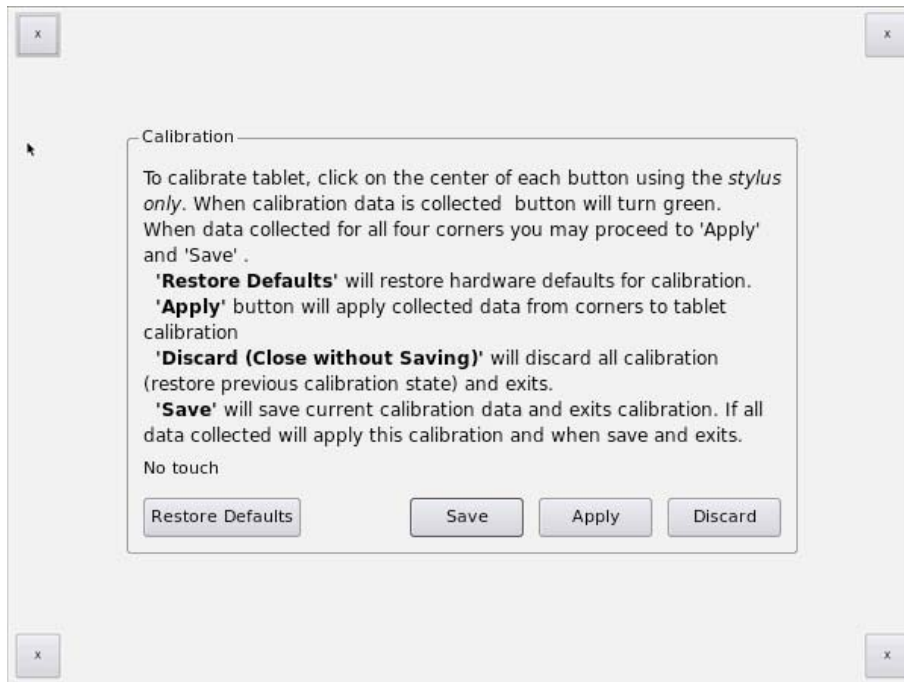 x
x
Calibration
To calibrate tablet, click on the center of each button using the stylus
only. When calibration data is collected  button will turn green.
When data collected for all four corners you may proceed to 'Apply'
and 'Save' .
'Restore Defaults' will restore hardware defaults for calibration.
'Apply' button will apply collected data from corners to tablet
calibration
'Discard (Close without Saving)' will discard all calibration
(restore previous calibration state) and exits.
'Save' will save current calibration data and exits calibration. If all
data collected will apply this calibration and when save and exits.
No touch
Restore Defaults
Save
Apply
Discard
x
x